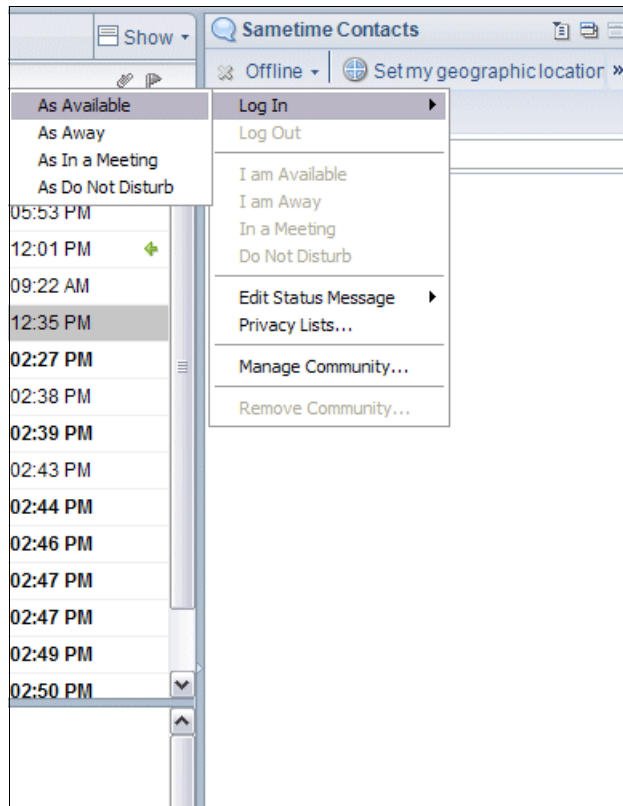 Show
Sametime Contacts
Offline
Set my geographic location »
As Available
As Away
As In a Meeting
As Do Not Disturb
Log In
Log Out
I am Available
I am Away
In a Meeting
Do Not Disturb
Edit Status Message
Privacy Lists...
Manage Community...
Remove Community...
05:53 PM
12:01 PM
09:22 AM
12:35 PM
02:27 PM
02:38 PM
02:39 PM
02:43 PM
02:44 PM
02:46 PM
02:47 PM
02:47 PM
02:49 PM
02:50 PM